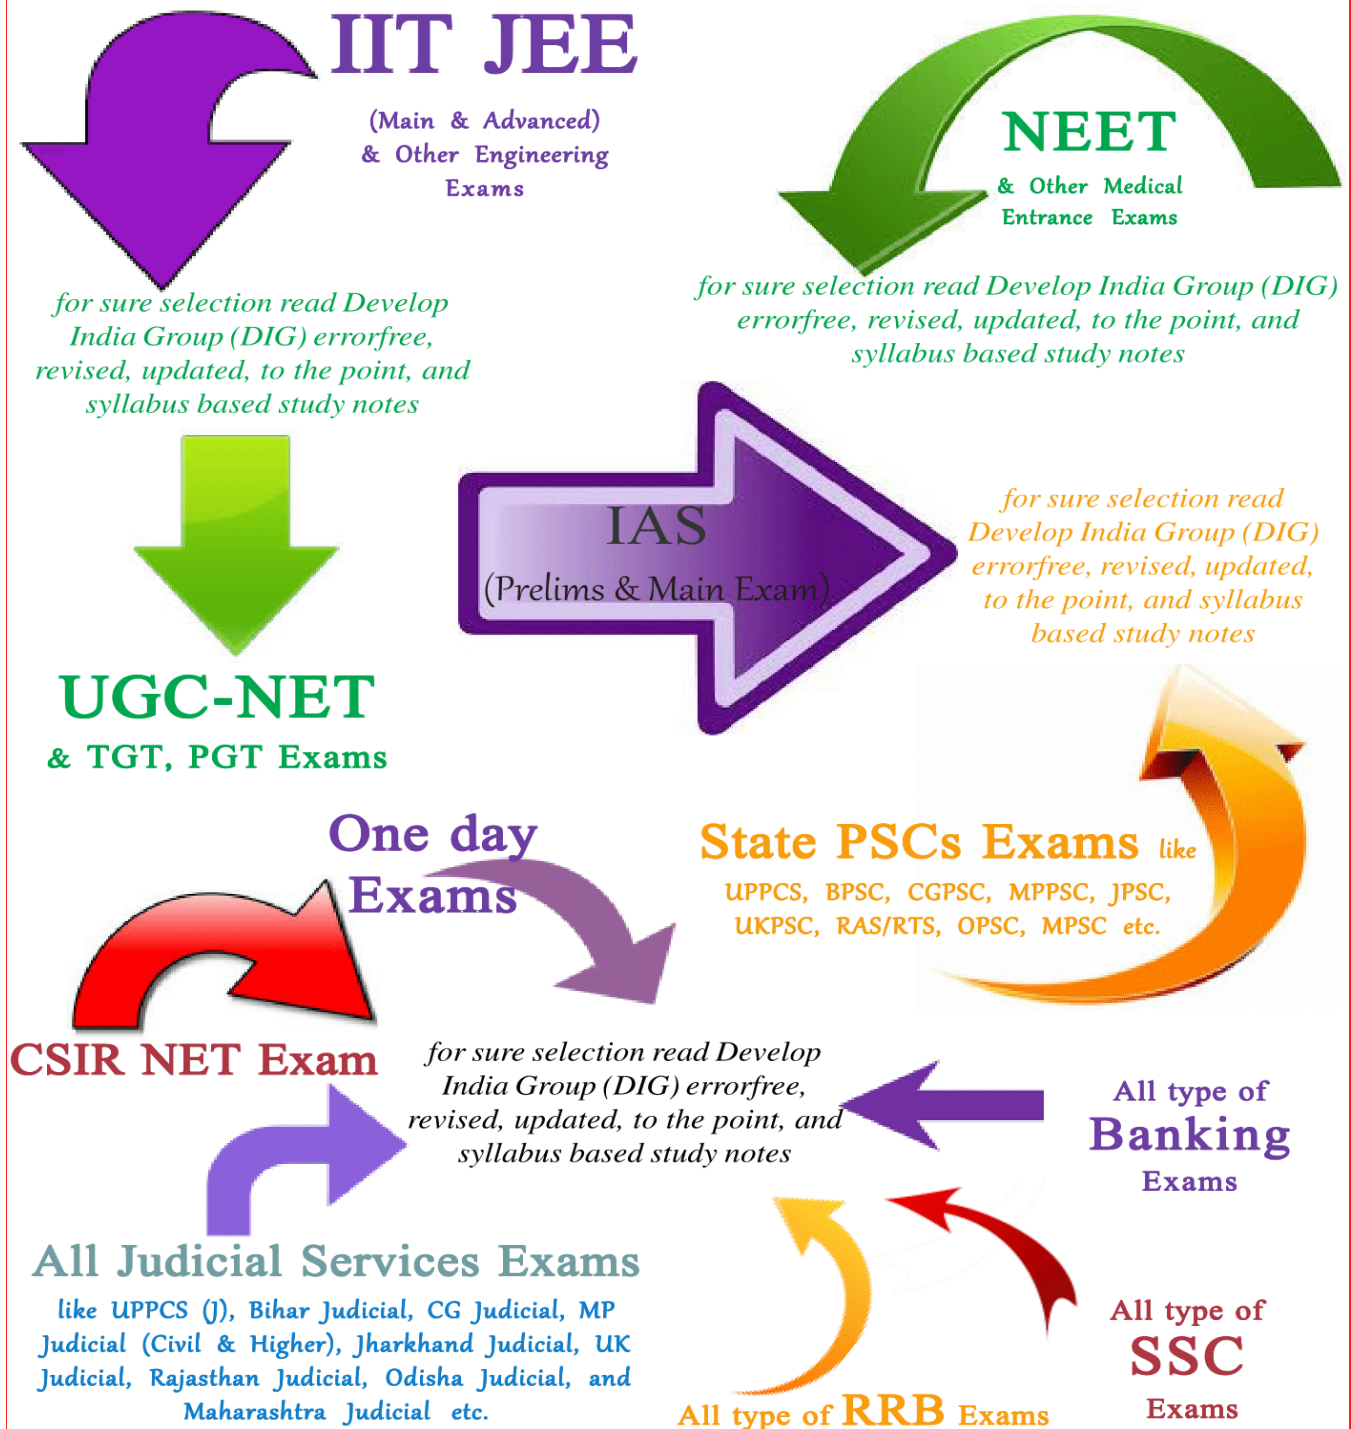 IIT JEE
(Main & Advanced)
& Other Engineering
Exams
for sure selection read Develop
India Group (DIG) errorfree,
revised, updated, to the point, and
syllabus based study notes
NEET
& Other Medical
Entrance Exams
for sure selection read Develop India Group (DIG)
errorfree, revised, updated, to the point, and
syllabus based study notes
IAS
(Prelims & Main Exam)
for sure selection read
Develop India Group (DIG)
errorfree, revised, updated,
to the point, and syllabus
based study notes
UGC-NET
& TGT, PGT Exams
One day
Exams
State PSCs Exams like
UPPCS, BPSC, CGPSC, MPPSC, JPSC,
UKPSC, RAS/RTS, OPSC, MPSC etc.
CSIR NET Exam
for sure selection read Develop
India Group (DIG) errorfree,
revised, updated, to the point, and
syllabus based study notes
All type of
Banking
Exams
All Judicial Services Exams
like UPPCS (J), Bihar Judicial, CG Judicial, MP
Judicial (Civil & Higher), Jharkhand Judicial, UK
Judicial, Rajasthan Judicial, Odisha Judicial, and
Maharashtra Judicial etc.
All type of RRB Exams
All type of
SSC
Exams